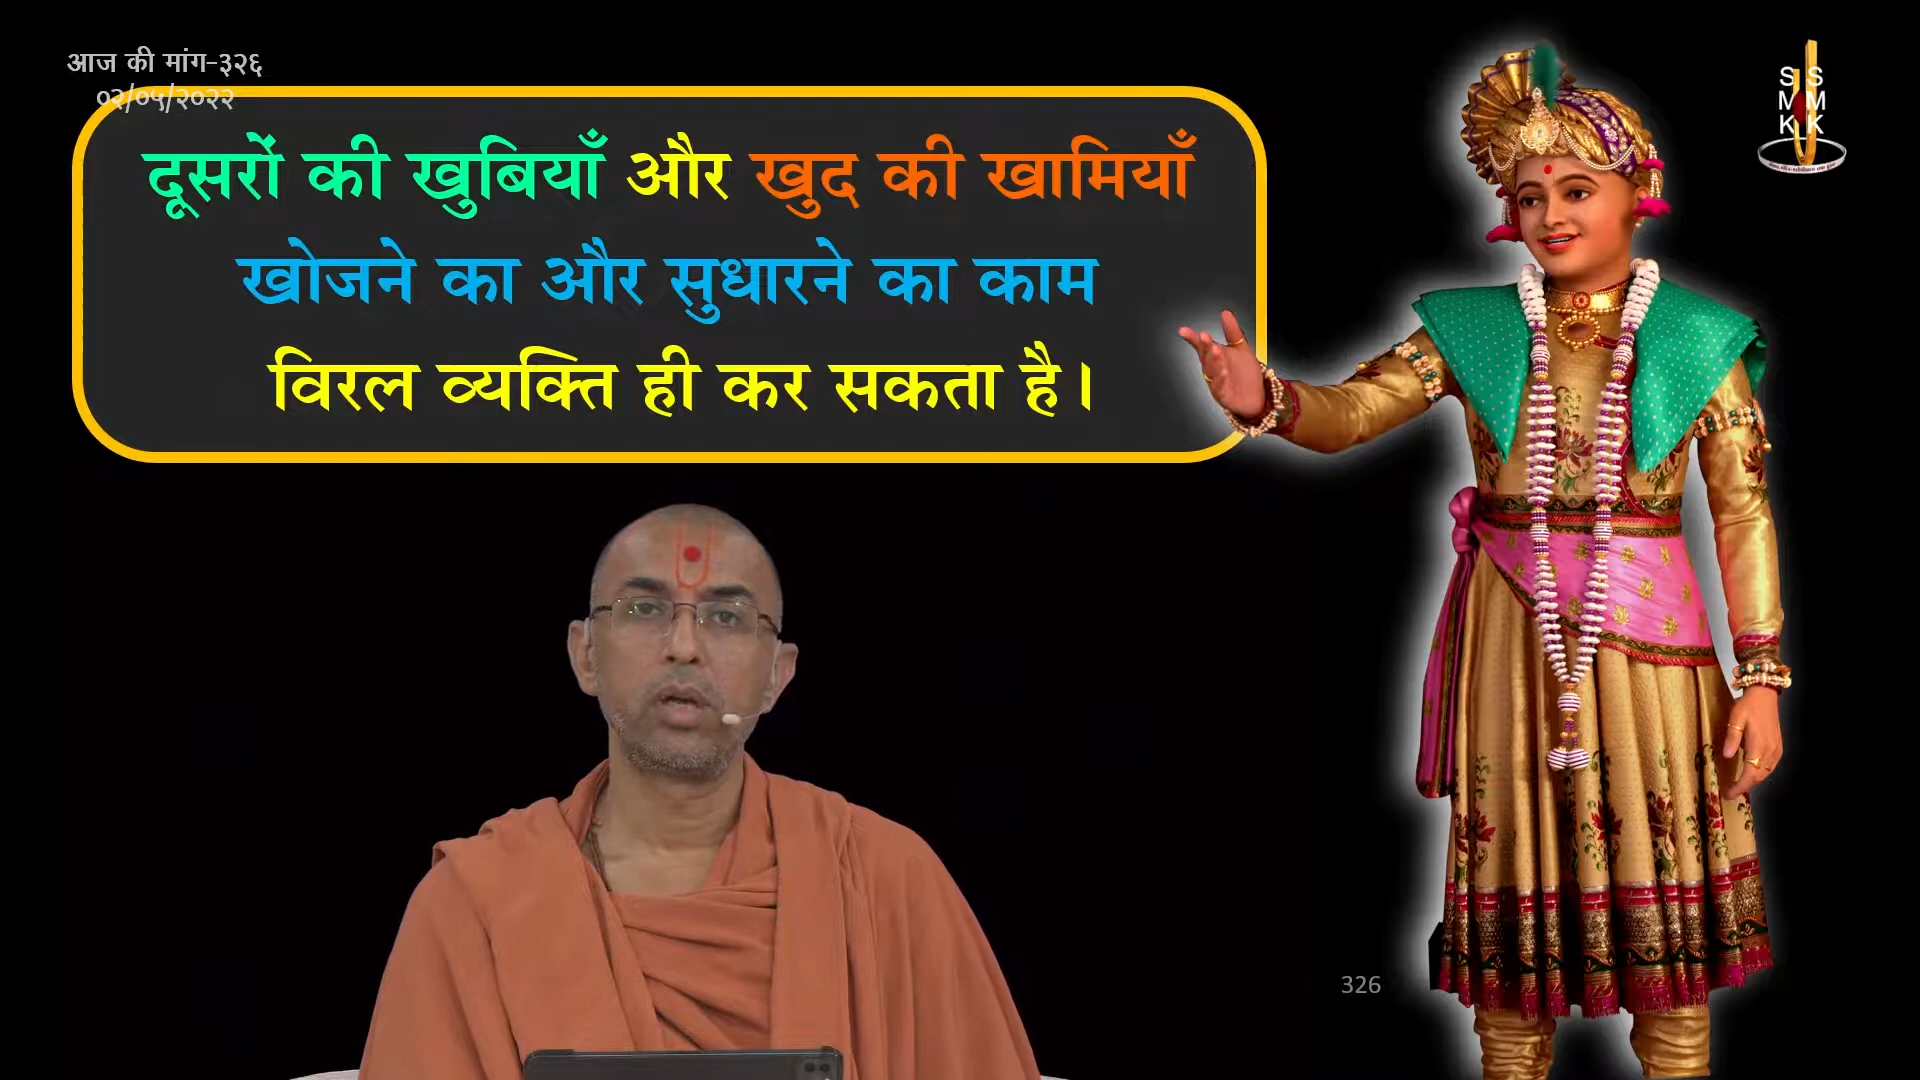 आज की मांग-३२६
०२/०५/२०२२
दूसरों की खुबियाँ और खुद की खामियाँ
खोजने का और सुधारने का काम
विरल व्यक्ति ही कर सकता है।
S S
M M
K K
326